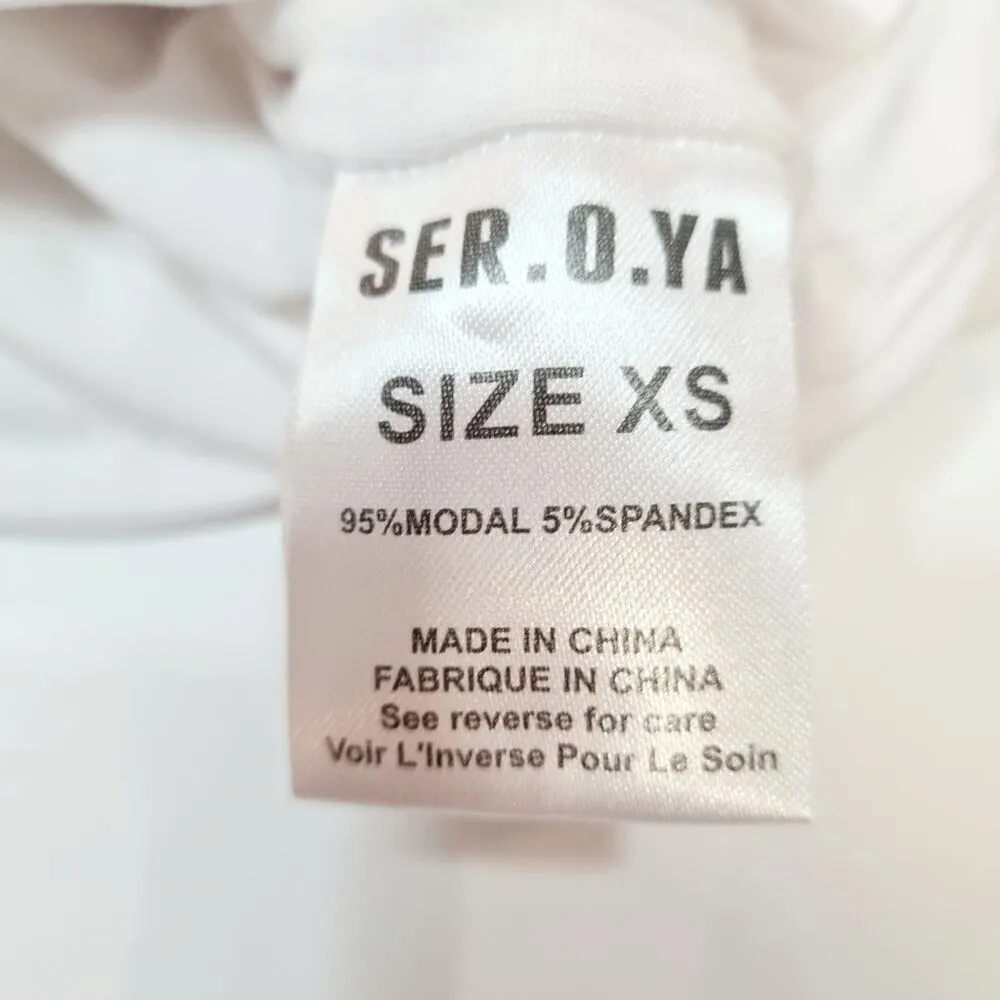 SER.O.YA
SIZE XS
95%MODAL 5%SPANDEX
MADE IN CHINA
FABRIQUE IN CHINA
See reverse for care
Voir L'Inverse Pour Le Soin